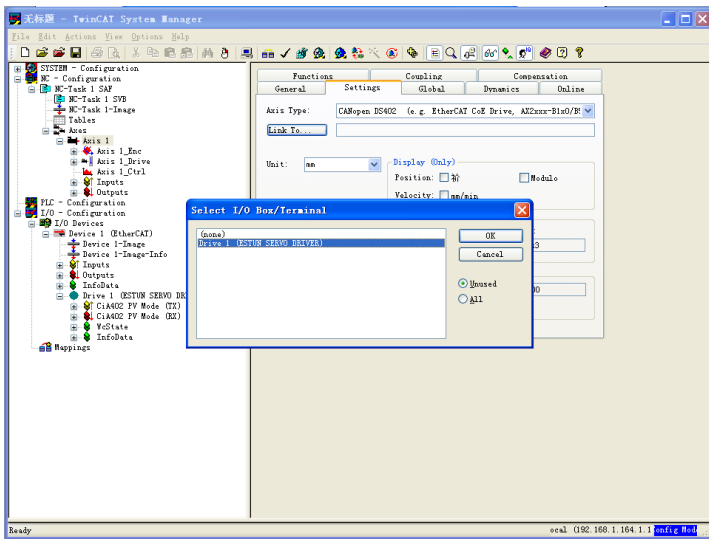 无标题 - TwinCAT System Manager
File Edit Actions View Options Help
SYSTEM - Configuration
NC - Configuration
NC-Task 1 SAF
NC-Task 1 SVB
NC-Task 1-Image
Tables
Axes
Axis 1
Axis 1_Enc
Axis 1_Drive
Axis 1_Ctrl
Inputs
Outputs
PLC - Configuration
I/O - Configuration
I/O Devices
Device 1 (EtherCAT)
Device 1-Image
Device 1-Image-Info
Inputs
Outputs
InfoData
Drive 1 (ESTUN SERVO DR
CiA402 PV Mode (TX)
CiA402 PV Mode (RX)
WcState
InfoData
Mappings
Functions Coupling Compensation
General Settings Global Dynamics Online
Axis Type: CANopen DS402 (e.g. EtherCAT CoE Drive, AX2xxx-B1x0/B
Link To...
Unit: mm
Display (Only)
Position: 祄 Modulo
Velocity: mm/min
Select I/O Box/Terminal
(none)
Drive 1 (ESTUN SERVO DRIVER)
OK
Cancel
Unused
All
Ready
ocal (192.168.1.164.1.1 onfig Mod